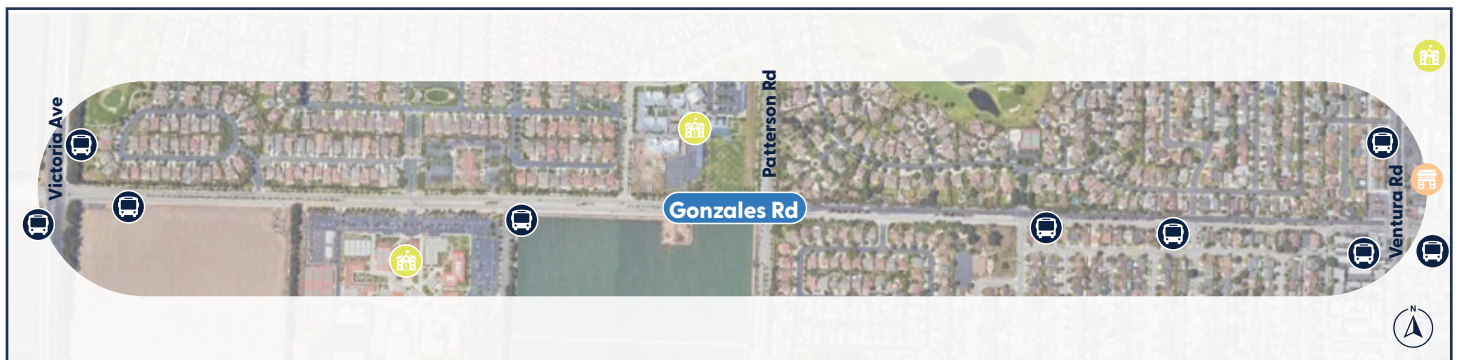 Victoria Ave
Patterson Rd
Gonzales Rd
Ventura Rd
N